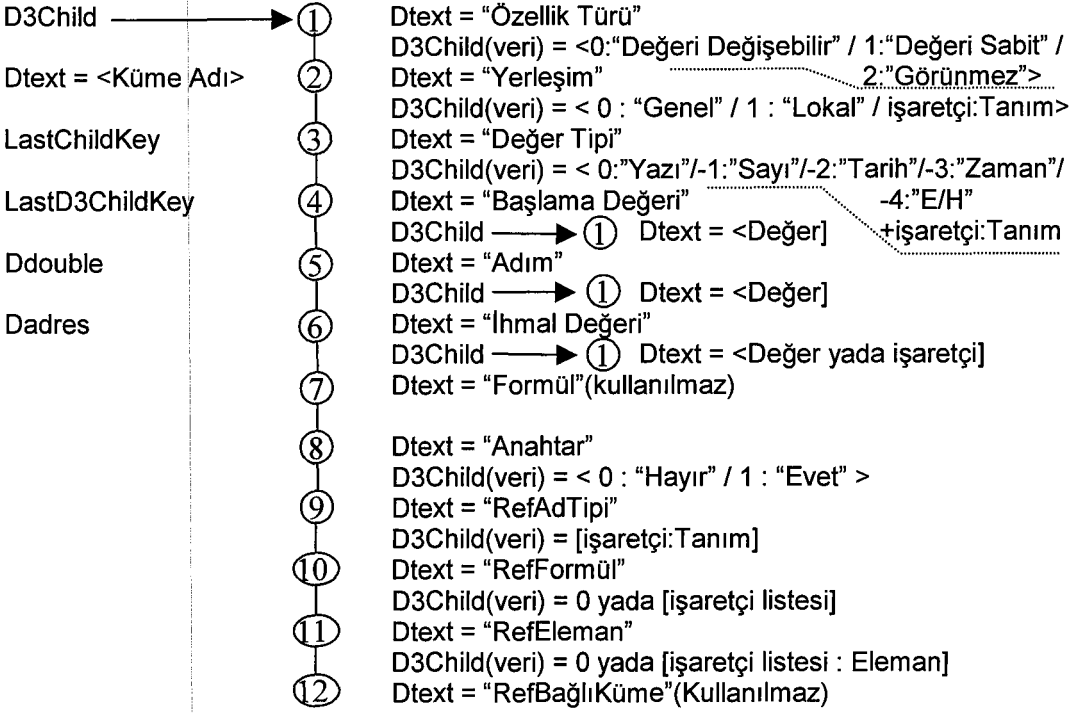 D3Child ① Dtext = “Özellik Türü”
D3Child(veri) = <0:“Değeri Değişebilir” / 1:“Değeri Sabit” /
Dtext = <Küme Adı> ② Dtext = “Yerleşim” 2:”Görünmez”>
D3Child(veri) = < 0 : “Genel” / 1 : “Lokal” / işaretçi:Tanım>
LastChildKey ③ Dtext = “Değer Tipi”
D3Child(veri) = < 0:”Yazı”/-1:”Sayı”/-2:”Tarih”/-3:”Zaman”/
LastD3ChildKey ④ Dtext = “Başlama Değeri” -4:”E/H”
D3Child ① Dtext = <Değer] +işaretçi:Tanım
Ddouble ⑤ Dtext = “Adım”
D3Child ① Dtext = <Değer]
Dadres ⑥ Dtext = “İhmal Değeri”
D3Child ① Dtext = <Değer yada işaretçi]
⑦ Dtext = “Formül”(kullanılmaz)
⑧ Dtext = “Anahtar”
D3Child(veri) = < 0 : “Hayır” / 1 : “Evet” >
⑨ Dtext = “RefAdTipi”
D3Child(veri) = [işaretçi:Tanım]
⑩ Dtext = “RefFormül”
D3Child(veri) = 0 yada [işaretçi listesi]
⑪ Dtext = “RefEleman”
D3Child(veri) = 0 yada [işaretçi listesi : Eleman]
⑫ Dtext = “RefBağlıKüme”(Kullanılmaz)